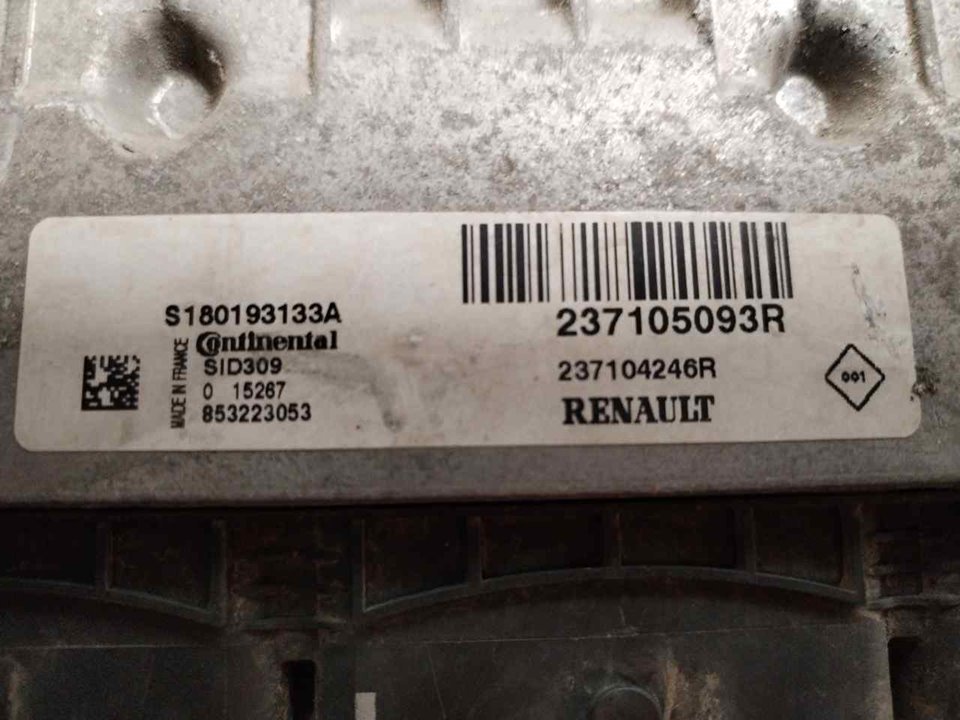 S180193133A
Continental
SID309
0 15267
853223053
MADE IN FRANCE
237105093R
237104246R
RENAULT
001